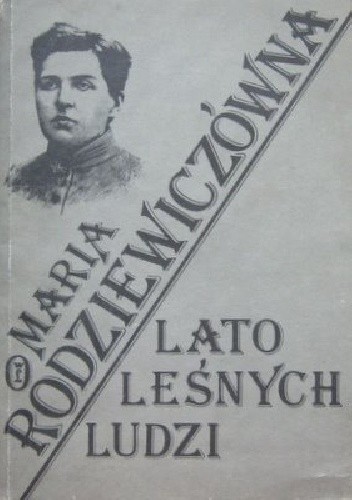 MARIA
RODZIEWICZÓWNA
LATO
LEŚNYCH
LUDZI